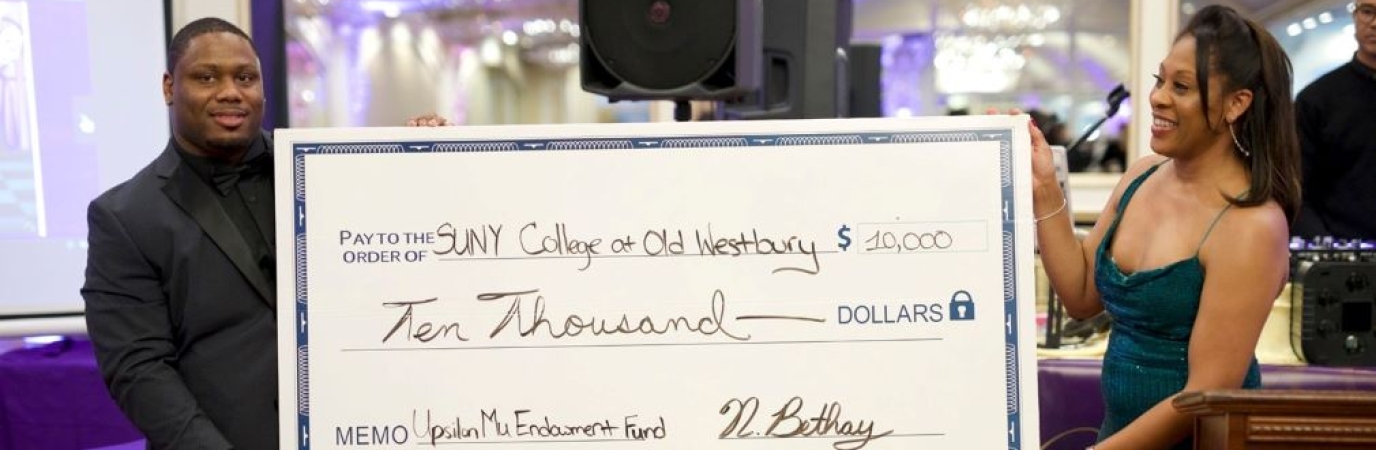 PAY TO THE ORDER OF SUNY College at Old Westbury $ 10,000
Ten Thousand — DOLLARS
MEMO Upsilon Mu Endowment Fund N. Bethay